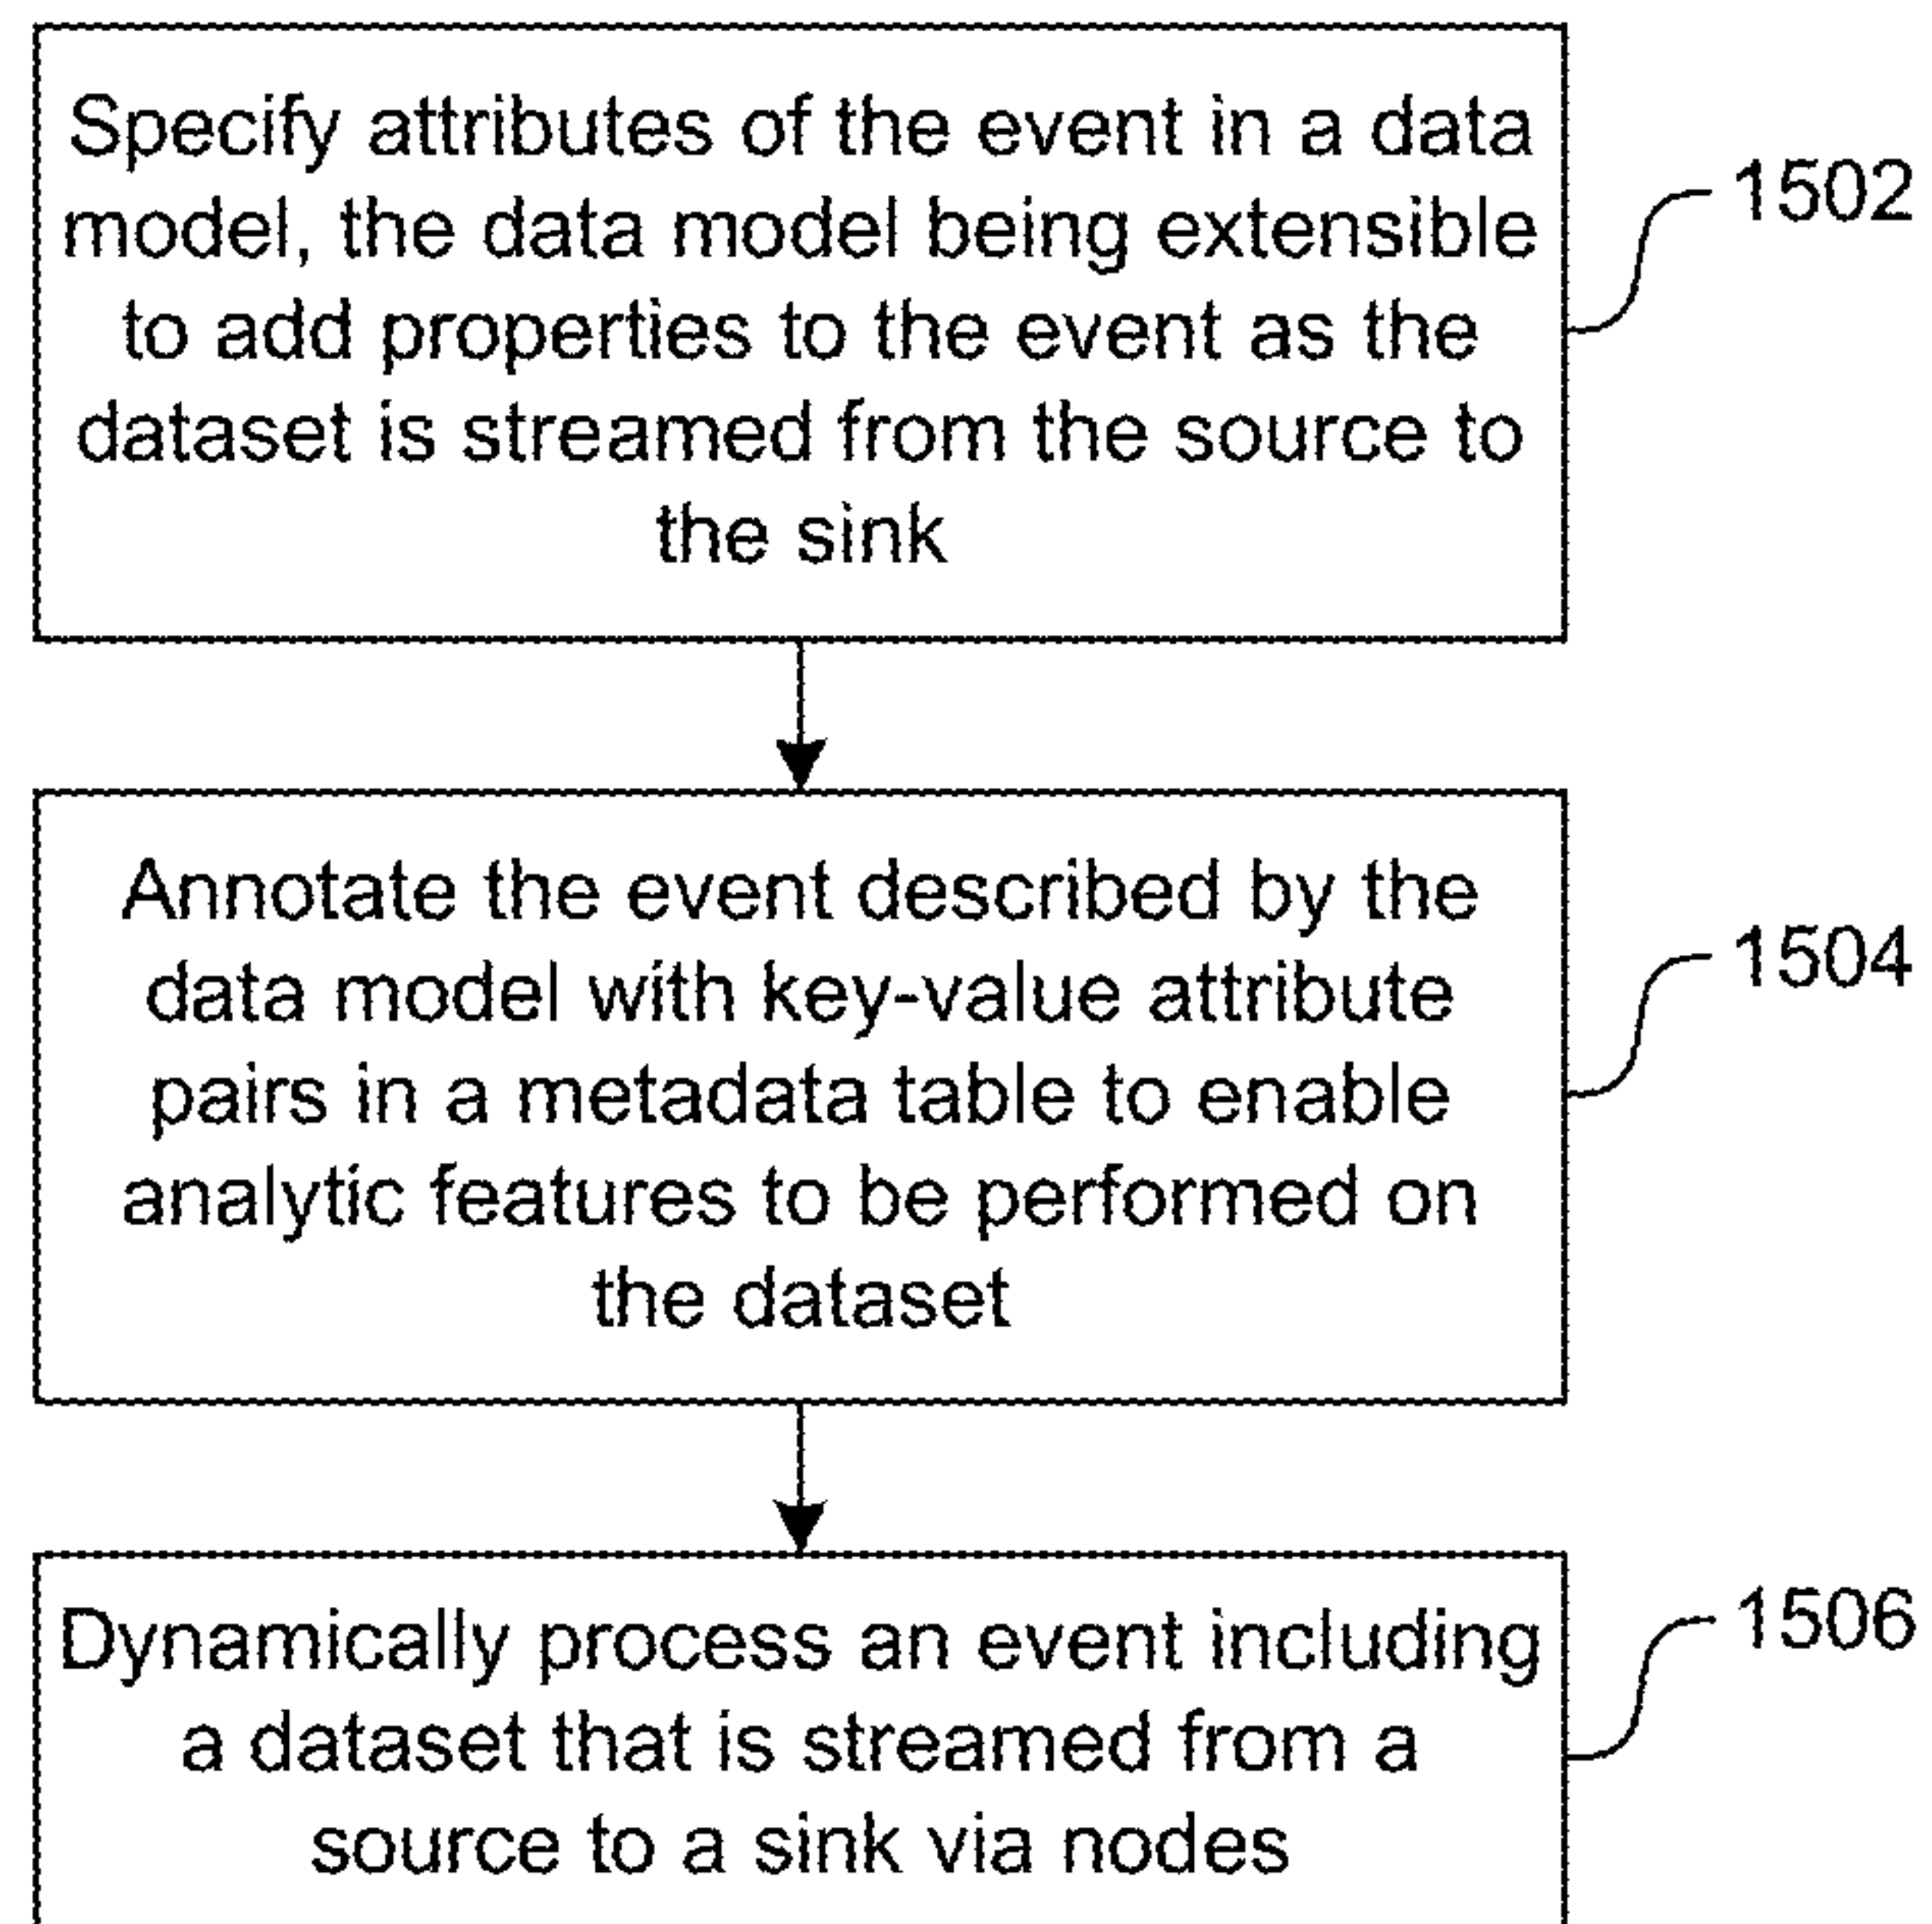 Specify attributes of the event in a data
model, the data model being extensible
to add properties to the event as the
dataset is streamed from the source to
the sink
1502
Annotate the event described by the
data model with key-value attribute
pairs in a metadata table to enable
analytic features to be performed on
the dataset
1504
Dynamically process an event including
a dataset that is streamed from a
source to a sink via nodes
1506